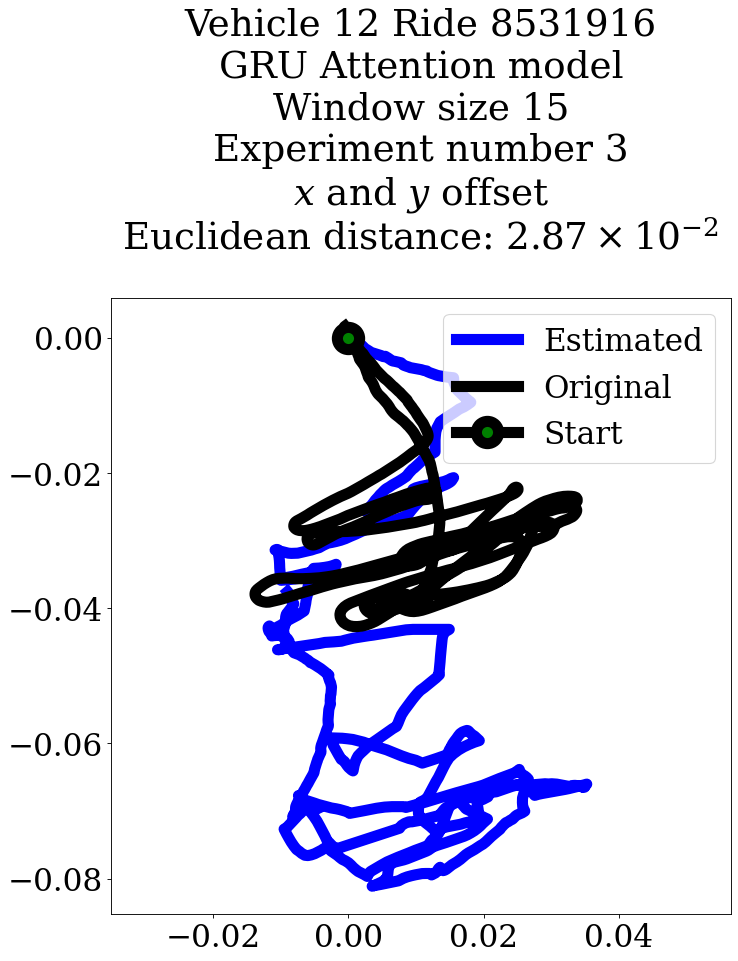 Vehicle 12 Ride 8531916
GRU Attention model
Window size 15
Experiment number 3
x and y offset
Euclidean distance: 2.87 × 10⁻²
Estimated
Original
Start
0.00
−0.02
−0.04
−0.06
−0.08
−0.02 0.00 0.02 0.04